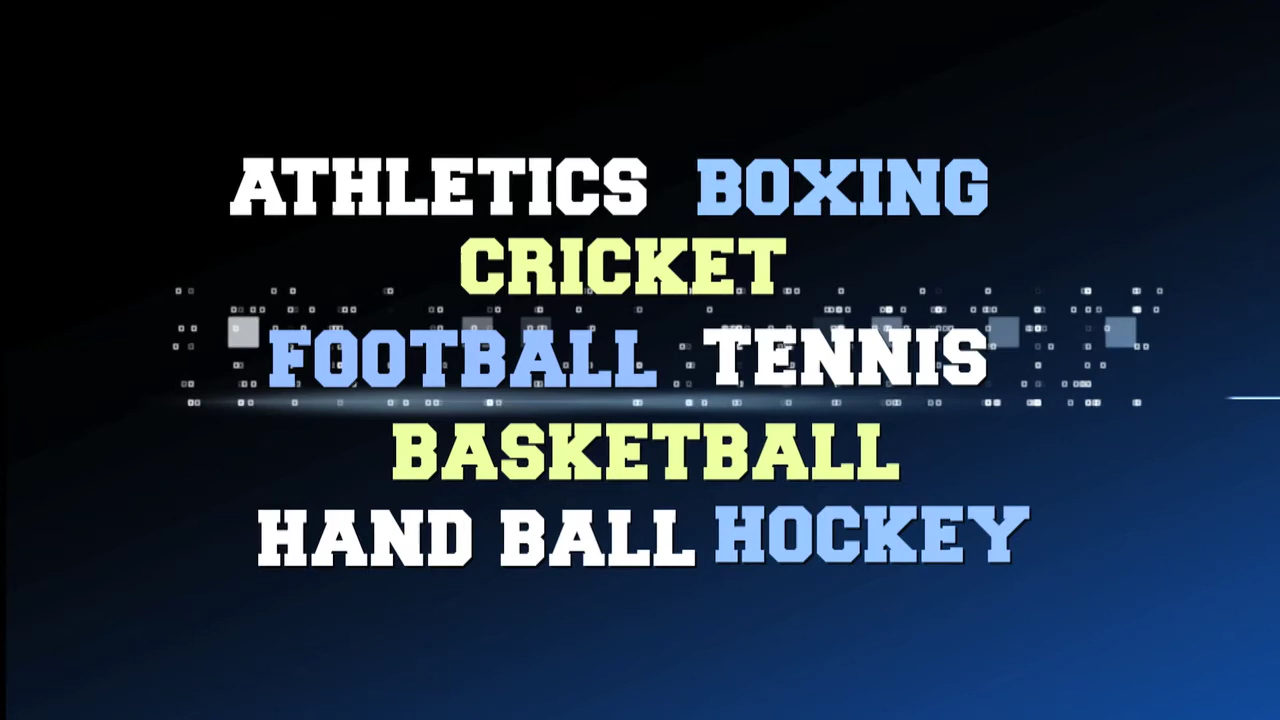 ATHLETICS BOXING
CRICKET
FOOTBALL TENNIS
BASKETBALL
HAND BALL HOCKEY